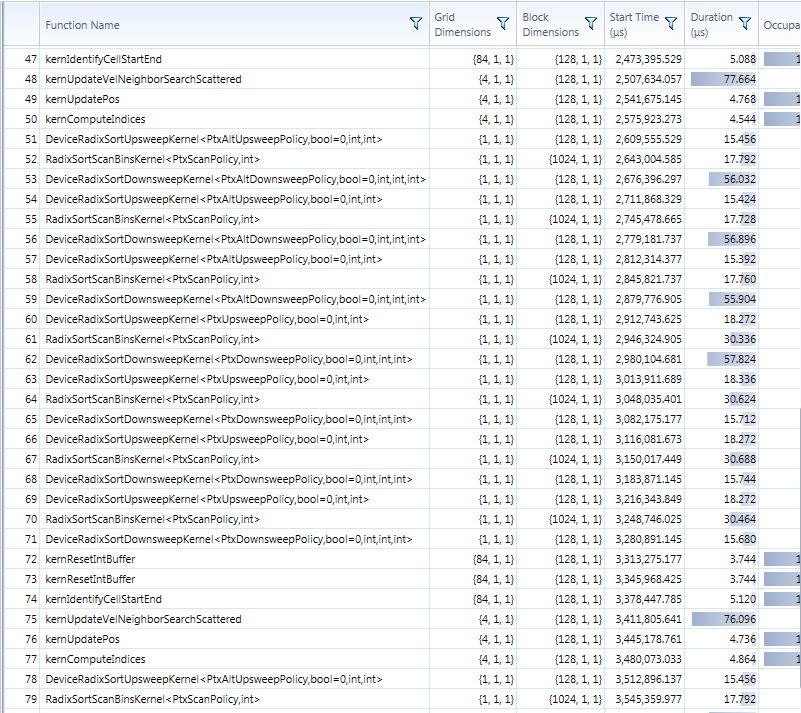 Function Name Grid Dimensions Block Dimensions Start Time (µs) Duration (µs) Occupa
47 kernIdentifyCellStartEnd {84, 1, 1} {128, 1, 1} 2,473,395.529 5.088 1
48 kernUpdateVelNeighborSearchScattered {4, 1, 1} {128, 1, 1} 2,507,634.057 77.664
49 kernUpdatePos {4, 1, 1} {128, 1, 1} 2,541,675.145 4.768 1
50 kernComputeIndices {4, 1, 1} {128, 1, 1} 2,575,923.273 4.544 1
51 DeviceRadixSortUpsweepKernel<PtxAltUpsweepPolicy,bool=0,int,int> {1, 1, 1} {128, 1, 1} 2,609,555.529 15.456
52 RadixSortScanBinsKernel<PtxScanPolicy,int> {1, 1, 1} {1024, 1, 1} 2,643,004.585 17.792
53 DeviceRadixSortDownsweepKernel<PtxAltDownsweepPolicy,bool=0,int,int,int> {1, 1, 1} {128, 1, 1} 2,676,396.297 56.032
54 DeviceRadixSortUpsweepKernel<PtxAltUpsweepPolicy,bool=0,int,int> {1, 1, 1} {128, 1, 1} 2,711,868.329 15.424
55 RadixSortScanBinsKernel<PtxScanPolicy,int> {1, 1, 1} {1024, 1, 1} 2,745,478.665 17.728
56 DeviceRadixSortDownsweepKernel<PtxAltDownsweepPolicy,bool=0,int,int,int> {1, 1, 1} {128, 1, 1} 2,779,181.737 56.896
57 DeviceRadixSortUpsweepKernel<PtxAltUpsweepPolicy,bool=0,int,int> {1, 1, 1} {128, 1, 1} 2,812,314.377 15.392
58 RadixSortScanBinsKernel<PtxScanPolicy,int> {1, 1, 1} {1024, 1, 1} 2,845,821.737 17.760
59 DeviceRadixSortDownsweepKernel<PtxAltDownsweepPolicy,bool=0,int,int,int> {1, 1, 1} {128, 1, 1} 2,879,776.905 55.904
60 DeviceRadixSortUpsweepKernel<PtxUpsweepPolicy,bool=0,int,int> {1, 1, 1} {128, 1, 1} 2,912,743.625 18.272
61 RadixSortScanBinsKernel<PtxScanPolicy,int> {1, 1, 1} {1024, 1, 1} 2,946,324.905 30.336
62 DeviceRadixSortDownsweepKernel<PtxDownsweepPolicy,bool=0,int,int,int> {1, 1, 1} {128, 1, 1} 2,980,104.681 57.824
63 DeviceRadixSortUpsweepKernel<PtxUpsweepPolicy,bool=0,int,int> {1, 1, 1} {128, 1, 1} 3,013,911.689 18.336
64 RadixSortScanBinsKernel<PtxScanPolicy,int> {1, 1, 1} {1024, 1, 1} 3,048,035.401 30.624
65 DeviceRadixSortDownsweepKernel<PtxDownsweepPolicy,bool=0,int,int,int> {1, 1, 1} {128, 1, 1} 3,082,175.177 15.712
66 DeviceRadixSortUpsweepKernel<PtxUpsweepPolicy,bool=0,int,int> {1, 1, 1} {128, 1, 1} 3,116,081.673 18.272
67 RadixSortScanBinsKernel<PtxScanPolicy,int> {1, 1, 1} {1024, 1, 1} 3,150,017.449 30.688
68 DeviceRadixSortDownsweepKernel<PtxDownsweepPolicy,bool=0,int,int,int> {1, 1, 1} {128, 1, 1} 3,183,871.145 15.744
69 DeviceRadixSortUpsweepKernel<PtxUpsweepPolicy,bool=0,int,int> {1, 1, 1} {128, 1, 1} 3,216,343.849 18.272
70 RadixSortScanBinsKernel<PtxScanPolicy,int> {1, 1, 1} {1024, 1, 1} 3,248,746.025 30.464
71 DeviceRadixSortDownsweepKernel<PtxDownsweepPolicy,bool=0,int,int,int> {1, 1, 1} {128, 1, 1} 3,280,891.145 15.680
72 kernResetIntBuffer {84, 1, 1} {128, 1, 1} 3,313,275.177 3.744 1
73 kernResetIntBuffer {84, 1, 1} {128, 1, 1} 3,345,968.425 3.744 1
74 kernIdentifyCellStartEnd {84, 1, 1} {128, 1, 1} 3,378,447.785 5.120 1
75 kernUpdateVelNeighborSearchScattered {4, 1, 1} {128, 1, 1} 3,411,805.641 76.096
76 kernUpdatePos {4, 1, 1} {128, 1, 1} 3,445,178.761 4.736 1
77 kernComputeIndices {4, 1, 1} {128, 1, 1} 3,480,073.033 4.864 1
78 DeviceRadixSortUpsweepKernel<PtxAltUpsweepPolicy,bool=0,int,int> {1, 1, 1} {128, 1, 1} 3,512,896.137 15.456
79 RadixSortScanBinsKernel<PtxScanPolicy,int> {1, 1, 1} {1024, 1, 1} 3,545,359.977 17.792